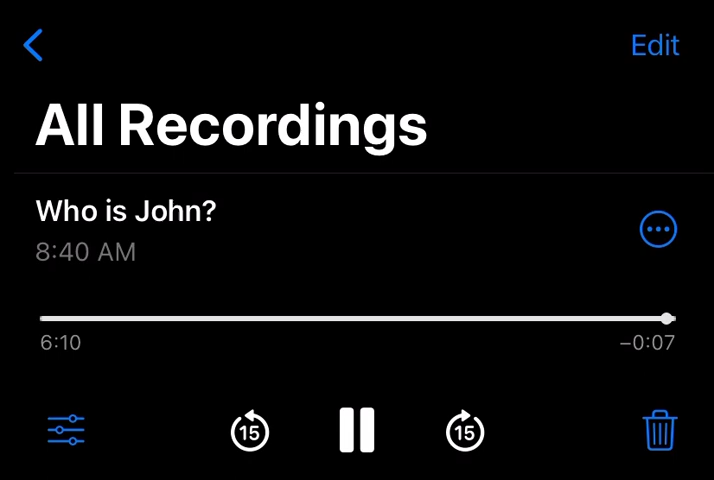 Edit
All Recordings
Who is John?
8:40 AM
6:10 −0:07
15 15